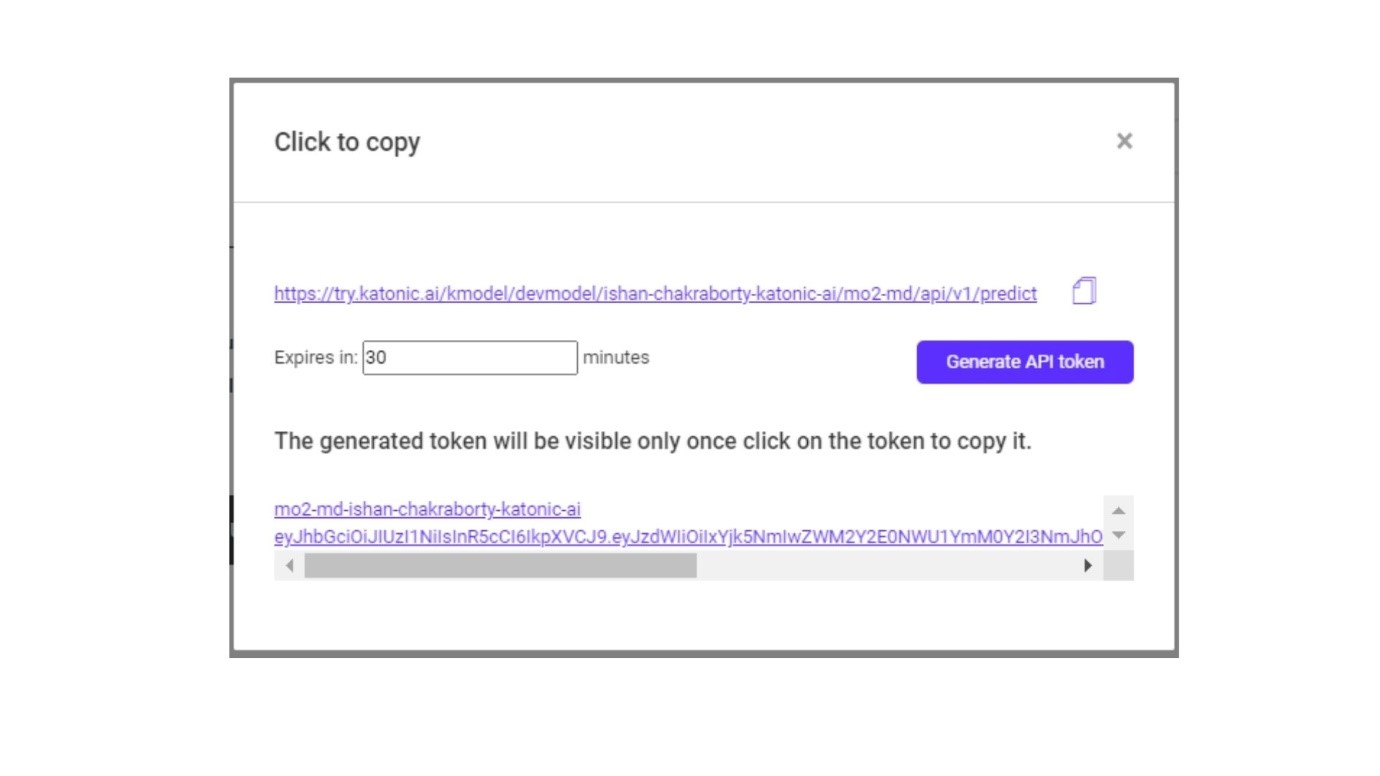 Click to copy
https://try.katonic.ai/kmodel/devmodel/ishan-chakraborty-katonic-ai/mo2-md/api/v1/predict
Expires in: 30 minutes
Generate API token
The generated token will be visible only once click on the token to copy it.
mo2-md-ishan-chakraborty-katonic-ai
eyJhbGciOiJIUzI1NiIsInR5cCI6IkpXVCJ9.eyJzdWIiOiIxYjk5NmIwZWM2Y2E0NWU1YmM0Y2I3NmJhO